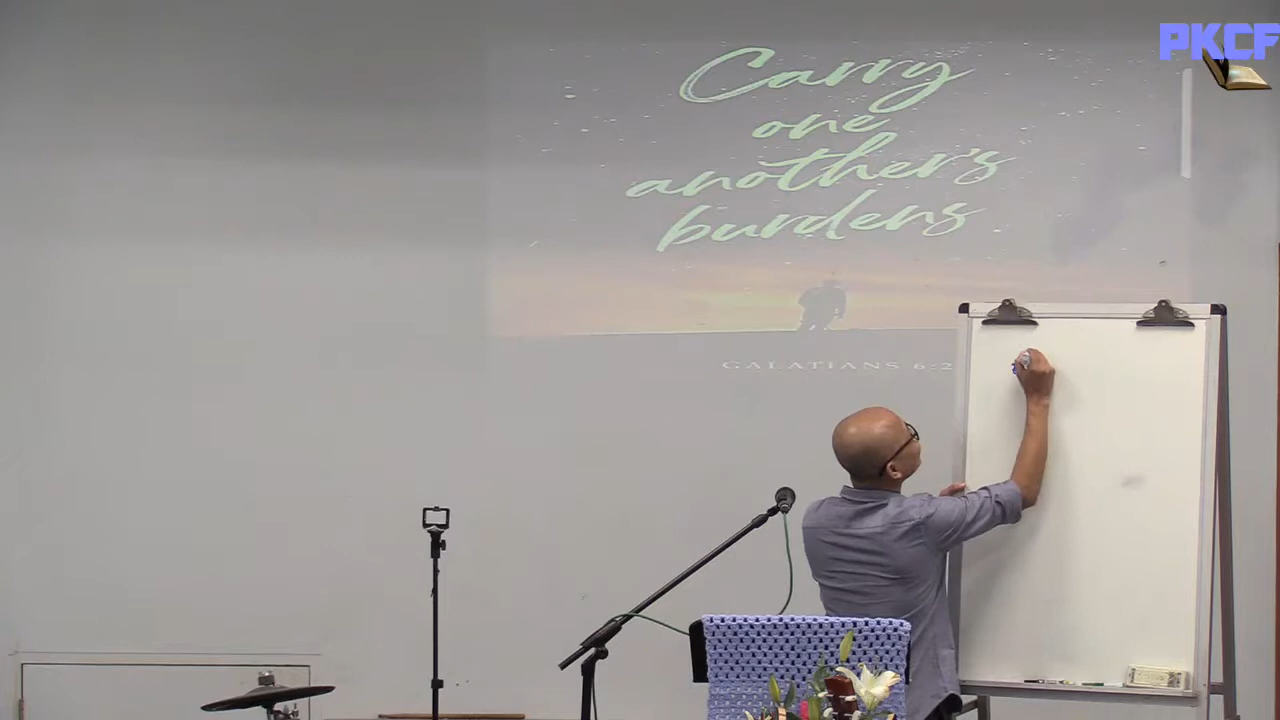 PKCF
Carry
one
another's
burdens
GALATIANS 6:2